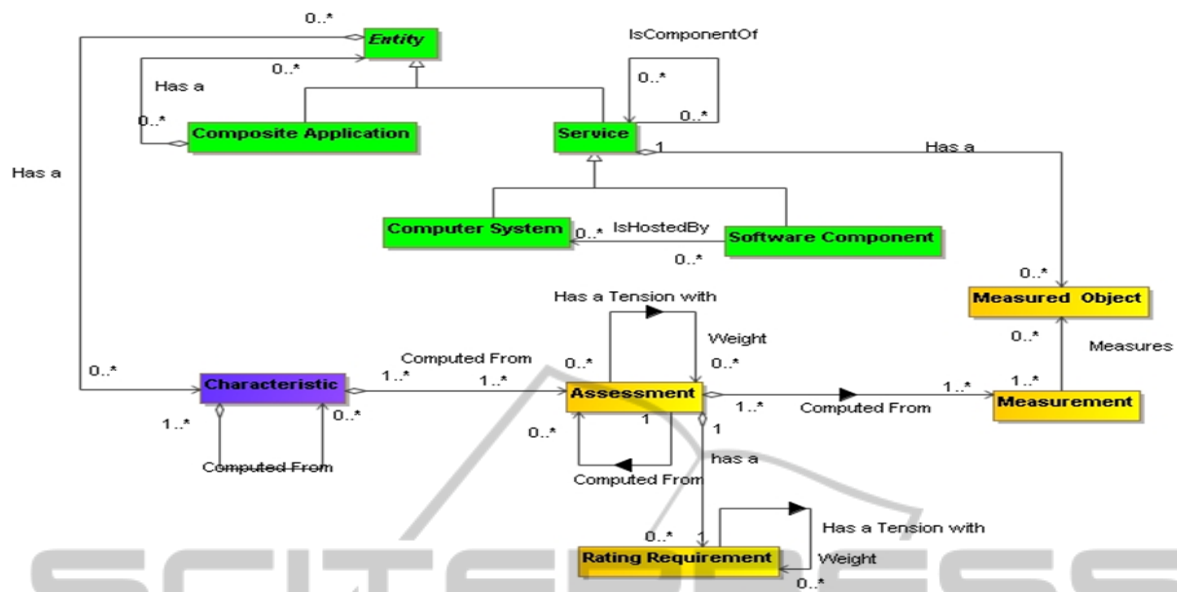 0..*
Entity
IsComponentOf
0..*
0..*
Has a
0..*
0..*
Composite Application
Service
1
Has a
Has a
Computer System
0..*
IsHostedBy
Software Component
0..*
0..*
Measured Object
Has a Tension with
0..*
Weight
Measures
0..*
Computed From
0..*
0..*
Characteristic
1..*
1..*
Assessment
1..*
Computed From
1..*
1..*
Measurement
1..*
0..*
0..*
1
1
Computed From
Computed From
has a
0..*
1
Has a Tension with
Rating Requirement
Weight
0..*
SCITEPRESS